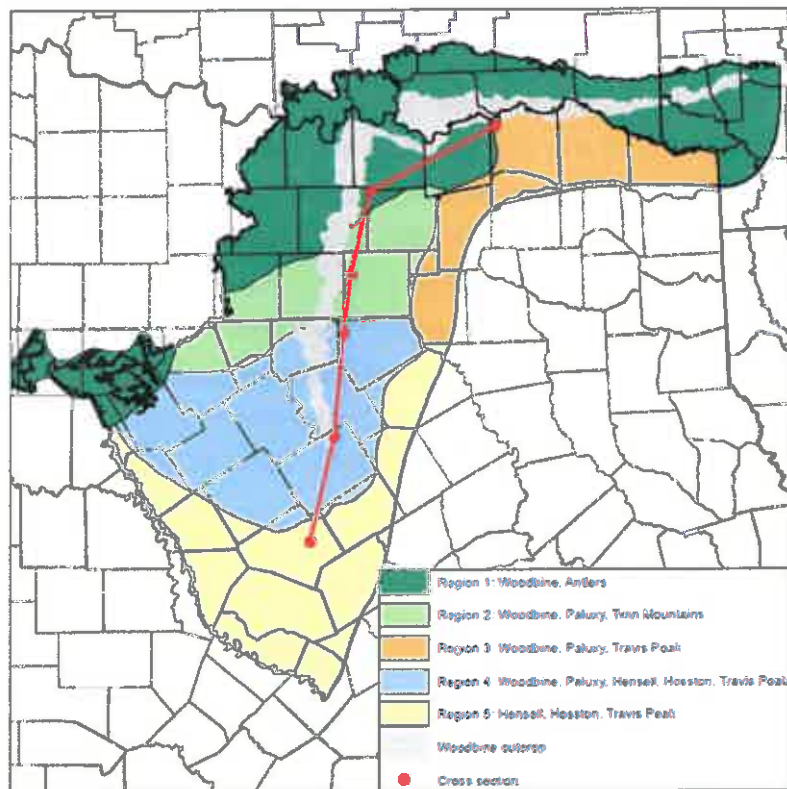 Region 1: Woodbine, Antlers
Region 2: Woodbine, Paluxy, Twin Mountains
Region 3: Woodbine, Paluxy, Travis Peak
Region 4: Woodbine, Paluxy, Hensell, Hosston, Travis Peak
Region 5: Hensell, Hosston, Travis Peak
Woodbine outcrop
Cross section